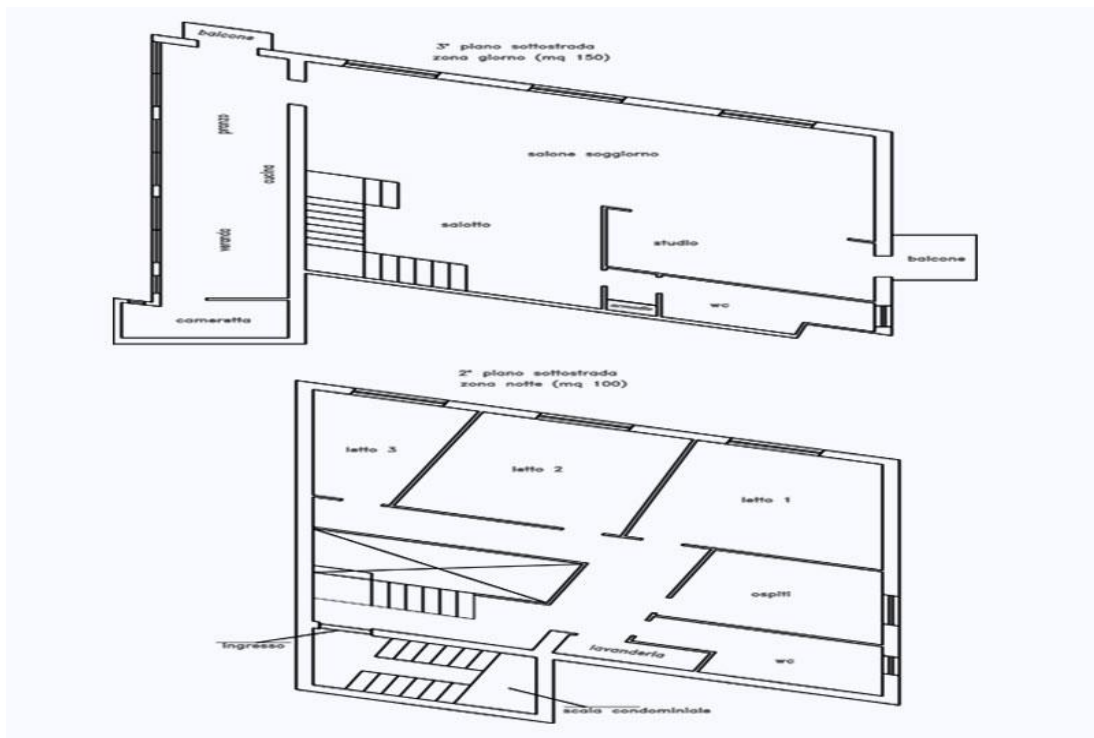 balcone
3° piano sottostrada
zona giorno (mq 150)
pranzo
salone soggiorno
cucina
salotto
veranda
studio
balcone
armadio
wc
cameretta
2° piano sottostrada
zona notte (mq 100)
letto 3
letto 2
letto 1
ospiti
ingresso
lavanderia
wc
scala condominiale